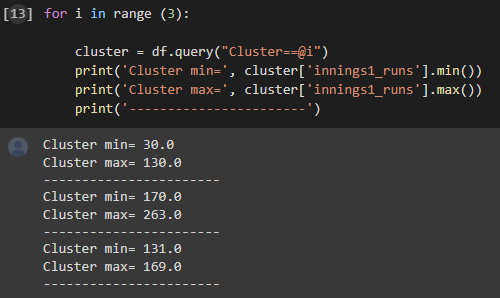 [13] for i in range (3):
cluster = df.query("Cluster==@i")
print('Cluster min=', cluster['innings1_runs'].min())
print('Cluster max=', cluster['innings1_runs'].max())
print('-----------------------')
Cluster min= 30.0
Cluster max= 130.0
-----------------------
Cluster min= 170.0
Cluster max= 263.0
-----------------------
Cluster min= 131.0
Cluster max= 169.0
-----------------------